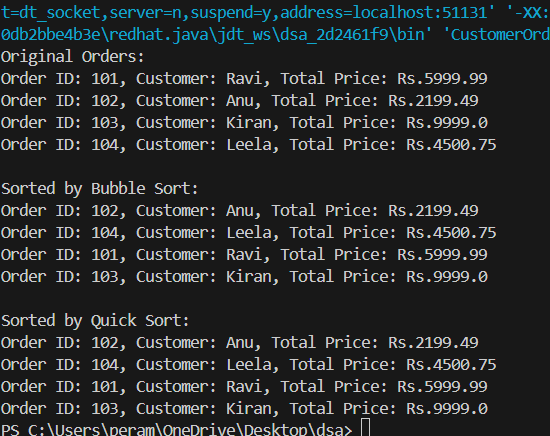 t=dt_socket,server=n,suspend=y,address=localhost:51131' '-XX:
0db2bbe4b3e\redhat.java\jdt_ws\dsa_2d2461f9\bin' 'CustomerOrd
Original Orders:
Order ID: 101, Customer: Ravi, Total Price: Rs.5999.99
Order ID: 102, Customer: Anu, Total Price: Rs.2199.49
Order ID: 103, Customer: Kiran, Total Price: Rs.9999.0
Order ID: 104, Customer: Leela, Total Price: Rs.4500.75

Sorted by Bubble Sort:
Order ID: 102, Customer: Anu, Total Price: Rs.2199.49
Order ID: 104, Customer: Leela, Total Price: Rs.4500.75
Order ID: 101, Customer: Ravi, Total Price: Rs.5999.99
Order ID: 103, Customer: Kiran, Total Price: Rs.9999.0

Sorted by Quick Sort:
Order ID: 102, Customer: Anu, Total Price: Rs.2199.49
Order ID: 104, Customer: Leela, Total Price: Rs.4500.75
Order ID: 101, Customer: Ravi, Total Price: Rs.5999.99
Order ID: 103, Customer: Kiran, Total Price: Rs.9999.0
PS C:\Users\peram\OneDrive\Desktop\dsa>